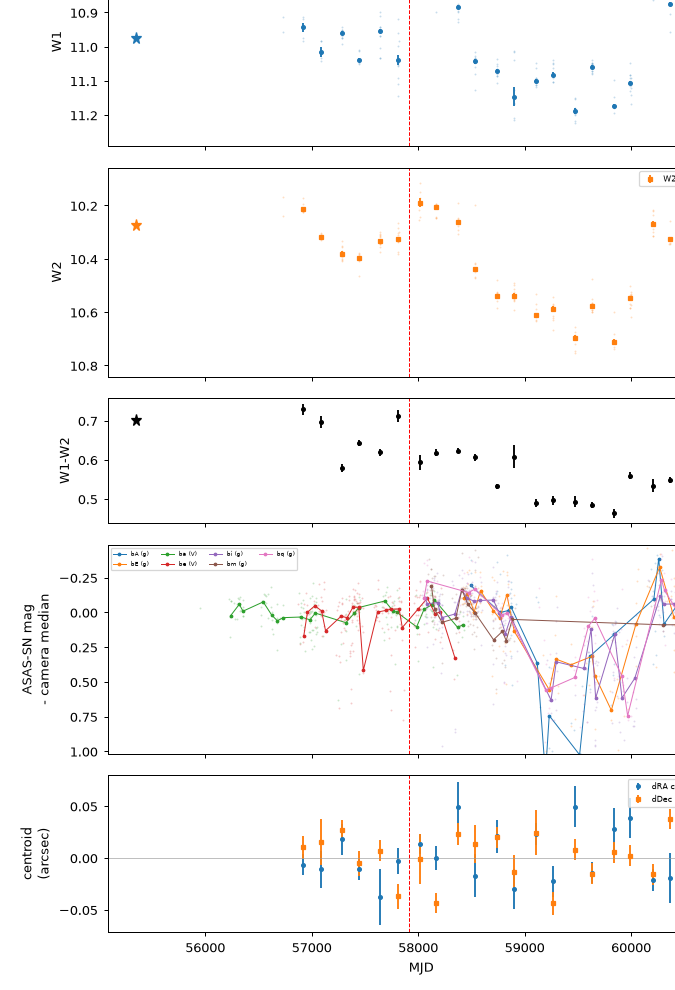 10.9
11.0
11.1
11.2
W1
10.2
10.4
10.6
10.8
W2
W2
0.7
0.6
0.5
W1-W2
bA (g)
bE (g)
ba (V)
be (V)
bi (g)
bm (g)
bq (g)
−0.25
0.00
0.25
0.50
0.75
1.00
ASAS-SN mag
- camera median
dRA c
dDec
0.05
0.00
−0.05
centroid
(arcsec)
56000
57000
58000
59000
60000
MJD